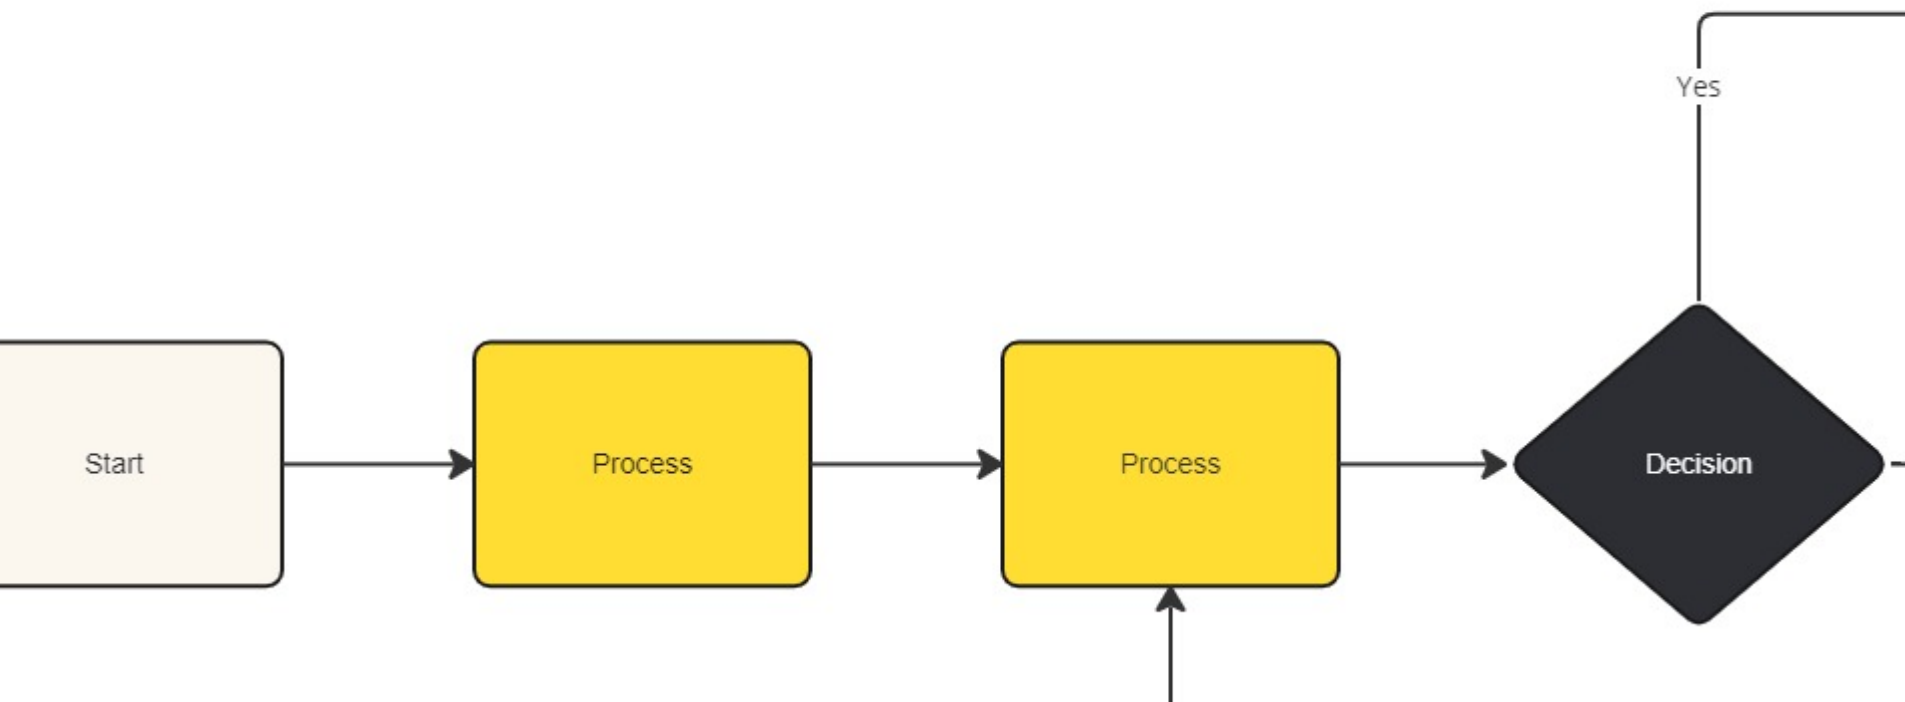 Yes
Start
Process
Process
Decision